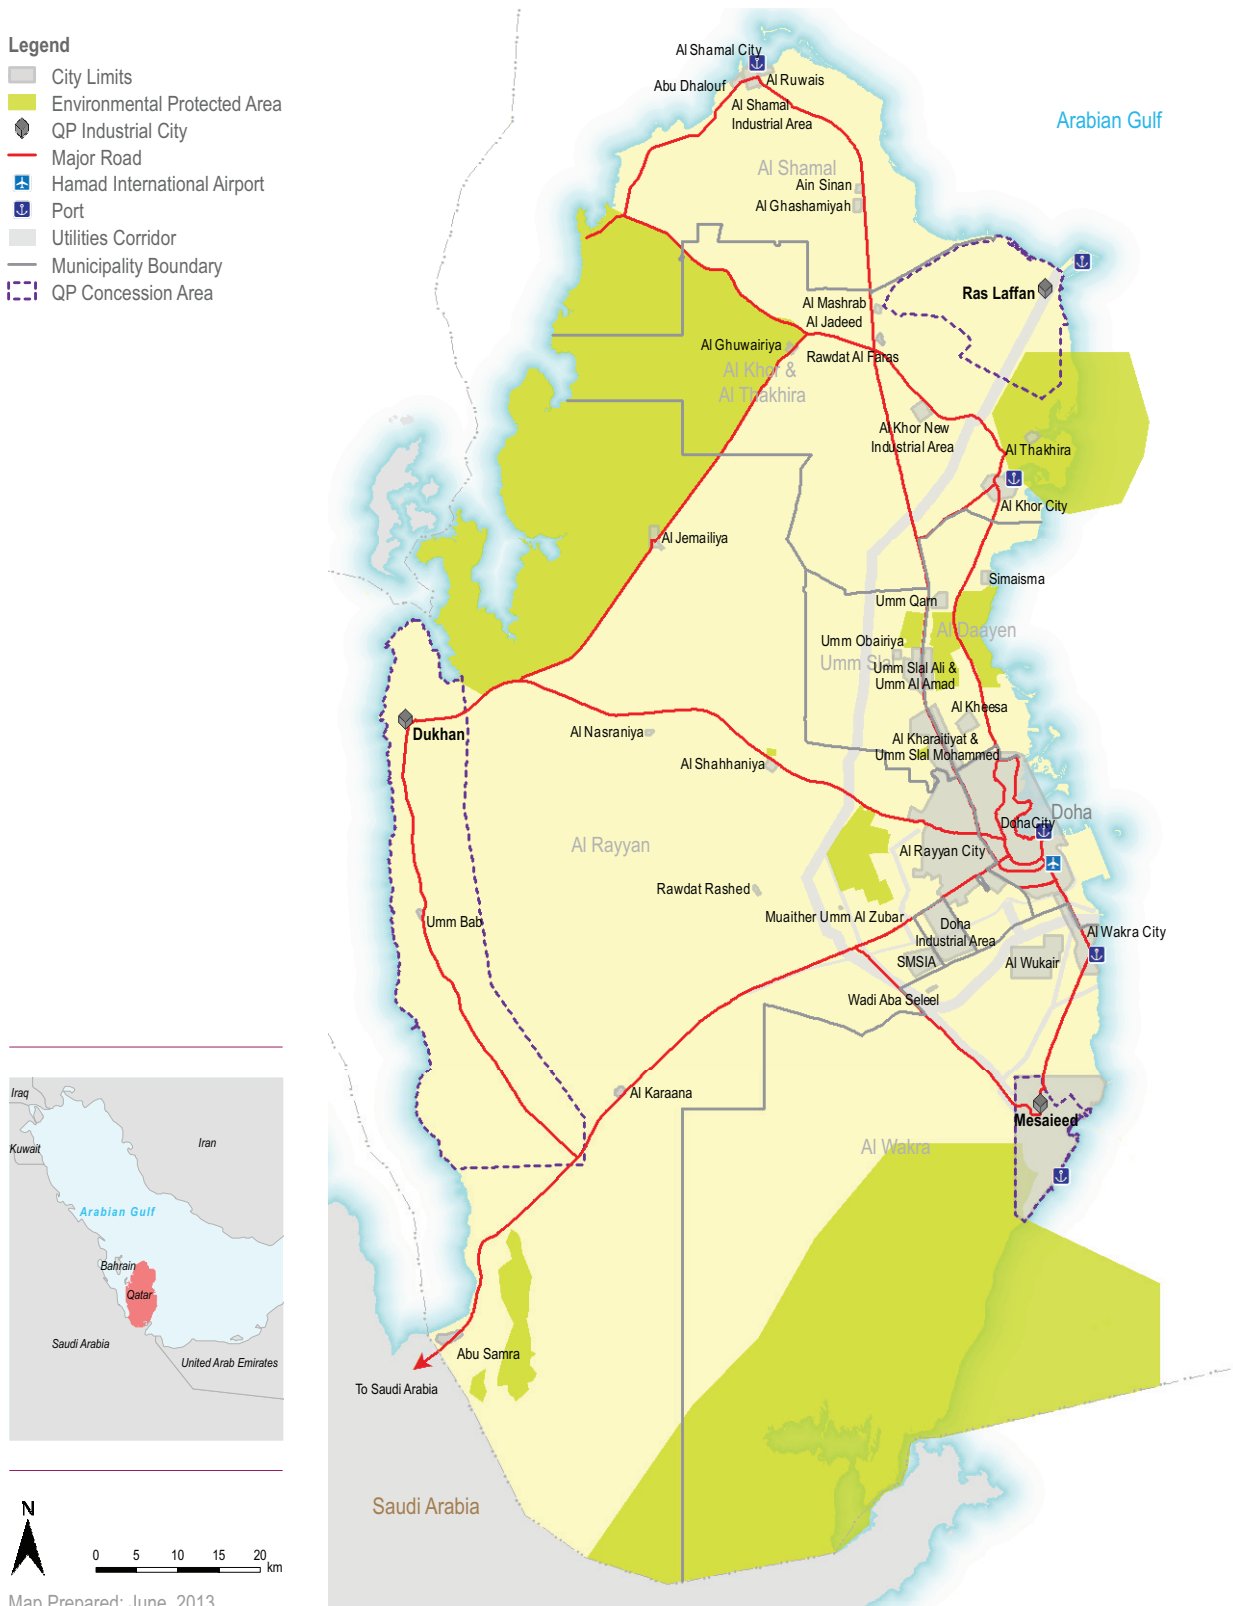 Legend
City Limits
Environmental Protected Area
QP Industrial City
Major Road
Hamad International Airport
Port
Utilities Corridor
Municipality Boundary
QP Concession Area
Al Shamal City
Abu Dhalouf
Al Ruwais
Al Shamal
Industrial Area
Arabian Gulf
Al Shamal
Ain Sinan
Al Ghashamiyah
Ras Laffan
Al Mashrab
Al Jadeed
Al Ghuwairiya
Rawdat Al Faras
Al Khor &
Al Thakhira
Al Khor New
Industrial Area
Al Thakhira
Al Khor City
Al Jemailiya
Simaisma
Umm Qarn
Al Daayen
Umm Obairiya
Umm Slal
Umm Slal Ali &
Umm Al Amad
Al Kheesa
Dukhan
Al Nasraniya
Al Kharaitiyat &
Umm Slal Mohammed
Al Shahhaniya
Doha
Doha City
Al Rayyan
Al Rayyan City
Rawdat Rashed
Muaither Umm Al Zubar
Umm Bab
Doha
Industrial Area
Al Wakra City
SMSIA
Al Wukair
Wadi Aba Seleel
Al Karaana
Mesaieed
Al Wakra
Abu Samra
To Saudi Arabia
Saudi Arabia
Iraq
Iran
Kuwait
Arabian Gulf
Bahrain
Qatar
Saudi Arabia
United Arab Emirates
N
0 5 10 15 20
km
Map Prepared: June, 2013